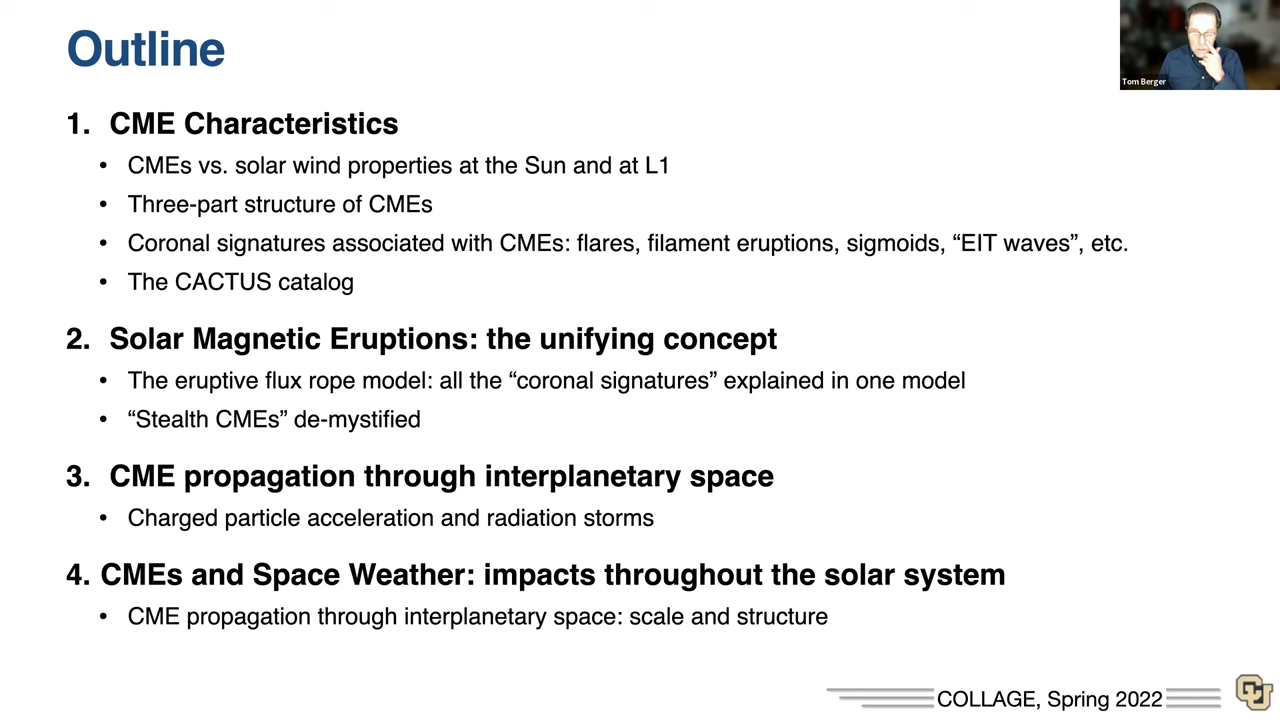 Outline
Tom Berger
1. CME Characteristics
• CMEs vs. solar wind properties at the Sun and at L1
• Three-part structure of CMEs
• Coronal signatures associated with CMEs: flares, filament eruptions, sigmoids, “EIT waves”, etc.
• The CACTUS catalog
2. Solar Magnetic Eruptions: the unifying concept
• The eruptive flux rope model: all the “coronal signatures” explained in one model
• “Stealth CMEs” de-mystified
3. CME propagation through interplanetary space
• Charged particle acceleration and radiation storms
4. CMEs and Space Weather: impacts throughout the solar system
• CME propagation through interplanetary space: scale and structure
COLLAGE, Spring 2022
CU